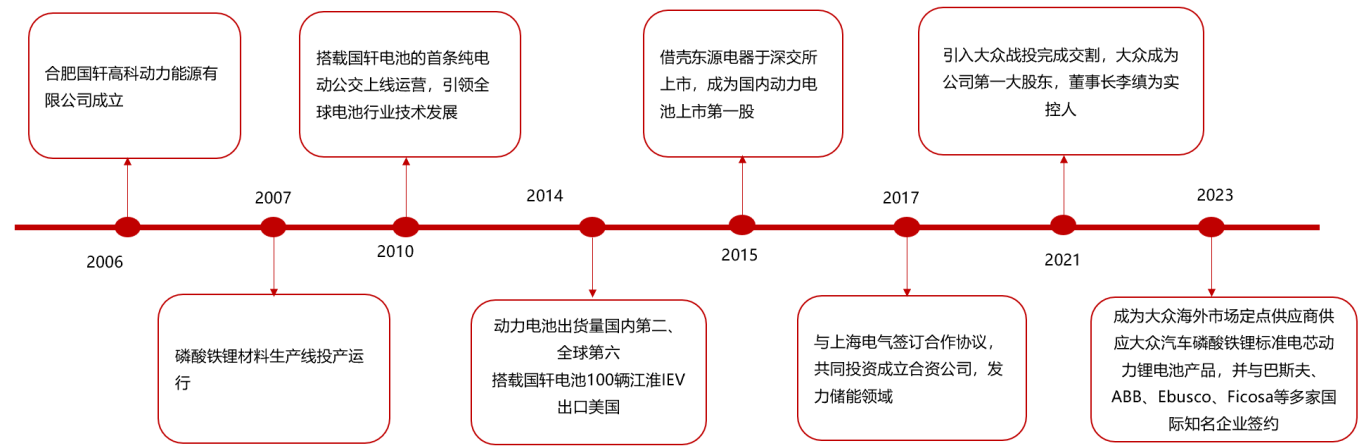 合肥国轩高科动力能源有
限公司成立
搭载国轩电池的首条纯电
动公交上线运营，引领全
球电池行业技术发展
借壳东源电器于深交所
上市，成为国内动力电
池上市第一股
引入大众战投完成交割，大众成为
公司第一大股东，董事长李缜为实
控人
2006
2007
2010
2014
2015
2017
2021
2023
磷酸铁锂材料生产线投产运
行
动力电池出货量国内第二、
全球第六
搭载国轩电池100辆江淮IEV
出口美国
与上海电气签订合作协议，
共同投资成立合资公司，发
力储能领域
成为大众海外市场定点供应商供
应大众汽车磷酸铁锂标准电芯动
力锂电池产品，并与巴斯夫、
ABB、Ebusco、Ficosa等多家国
际知名企业签约